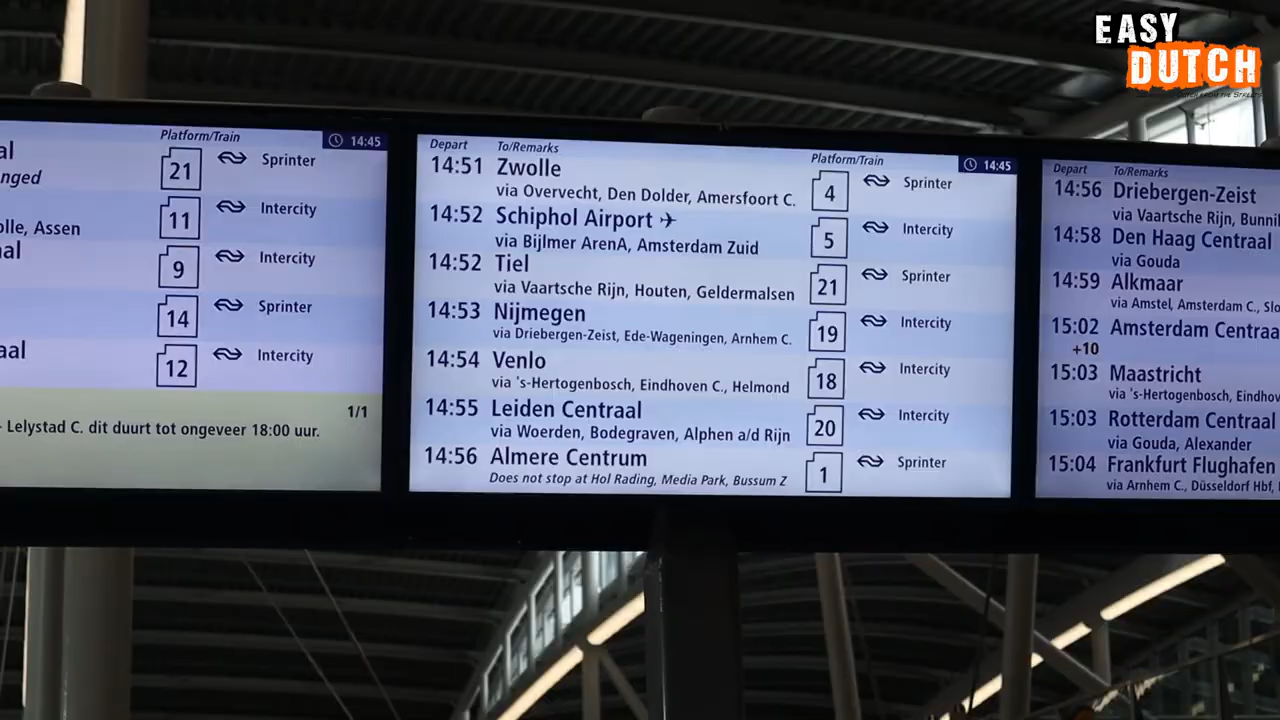 EASY
DUTCH
Platform/Train
14:45
al
21
Sprinter
nged
11
Intercity
olle, Assen
aal
9
Intercity
14
Sprinter
aal
12
Intercity
1/1
- Lelystad C. dit duurt tot ongeveer 18:00 uur.
Depart To/Remarks Platform/Train 14:45
14:51 Zwolle 4 Sprinter
via Overvecht, Den Dolder, Amersfoort C.
14:52 Schiphol Airport ✈ 5 Intercity
via Bijlmer ArenA, Amsterdam Zuid
14:52 Tiel 21 Sprinter
via Vaartsche Rijn, Houten, Geldermalsen
14:53 Nijmegen 19 Intercity
via Driebergen-Zeist, Ede-Wageningen, Arnhem C.
14:54 Venlo 18 Intercity
via 's-Hertogenbosch, Eindhoven C., Helmond
14:55 Leiden Centraal 20 Intercity
via Woerden, Bodegraven, Alphen a/d Rijn
14:56 Almere Centrum 1 Sprinter
Does not stop at Hol Rading, Media Park, Bussum Z
Depart To/Remarks
14:56 Driebergen-Zeist
via Vaartsche Rijn, Bunni
14:58 Den Haag Centraal
via Gouda
14:59 Alkmaar
via Amstel, Amsterdam C., Slo
15:02 Amsterdam Centraa
+10
15:03 Maastricht
via 's-Hertogenbosch, Eindhov
15:03 Rotterdam Centraal
via Gouda, Alexander
15:04 Frankfurt Flughafen
via Arnhem C., Düsseldorf Hbf,